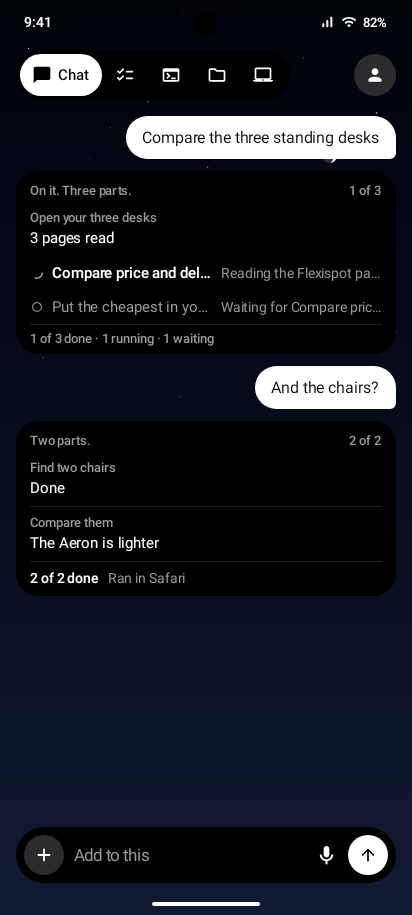 9:41
82%
Chat
Compare the three standing desks
On it. Three parts.
1 of 3
Open your three desks
3 pages read
Compare price and del…
Reading the Flexispot pa…
Put the cheapest in yo…
Waiting for Compare pric…
1 of 3 done · 1 running · 1 waiting
And the chairs?
Two parts.
2 of 2
Find two chairs
Done
Compare them
The Aeron is lighter
2 of 2 done Ran in Safari
Add to this